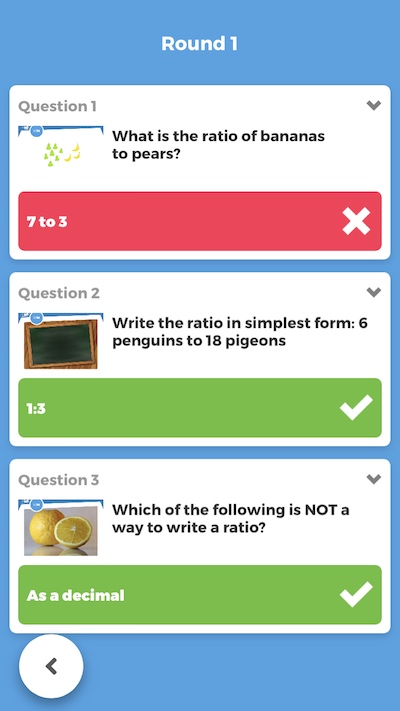 Round 1
Question 1
What is the ratio of bananas
to pears?
7 to 3
Question 2
Write the ratio in simplest form: 6
penguins to 18 pigeons
1:3
Question 3
Which of the following is NOT a
way to write a ratio?
As a decimal